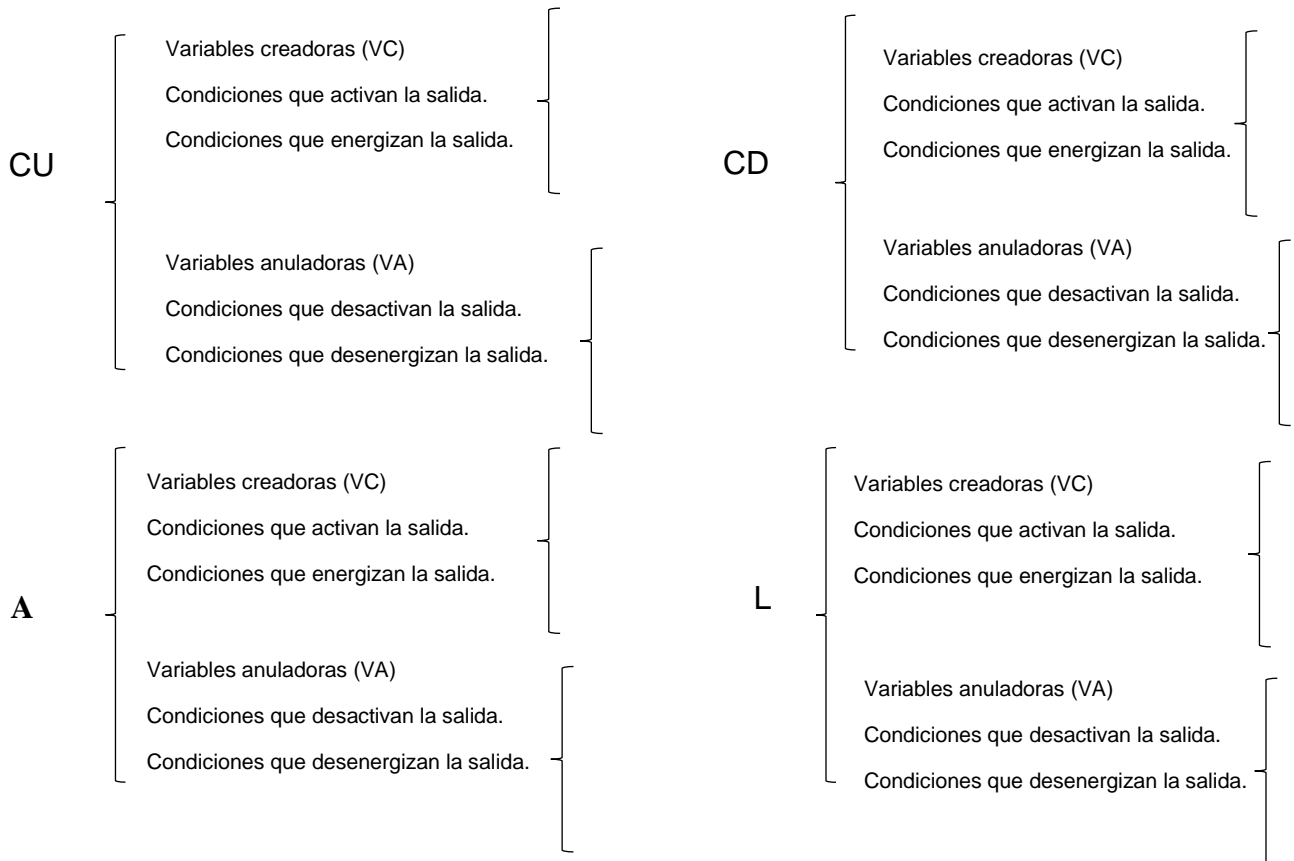 CU
Variables creadoras (VC)
Condiciones que activan la salida.
Condiciones que energizan la salida.
Variables anuladoras (VA)
Condiciones que desactivan la salida.
Condiciones que desenergizan la salida.
CD
Variables creadoras (VC)
Condiciones que activan la salida.
Condiciones que energizan la salida.
Variables anuladoras (VA)
Condiciones que desactivan la salida.
Condiciones que desenergizan la salida.
A
Variables creadoras (VC)
Condiciones que activan la salida.
Condiciones que energizan la salida.
Variables anuladoras (VA)
Condiciones que desactivan la salida.
Condiciones que desenergizan la salida.
L
Variables creadoras (VC)
Condiciones que activan la salida.
Condiciones que energizan la salida.
Variables anuladoras (VA)
Condiciones que desactivan la salida.
Condiciones que desenergizan la salida.